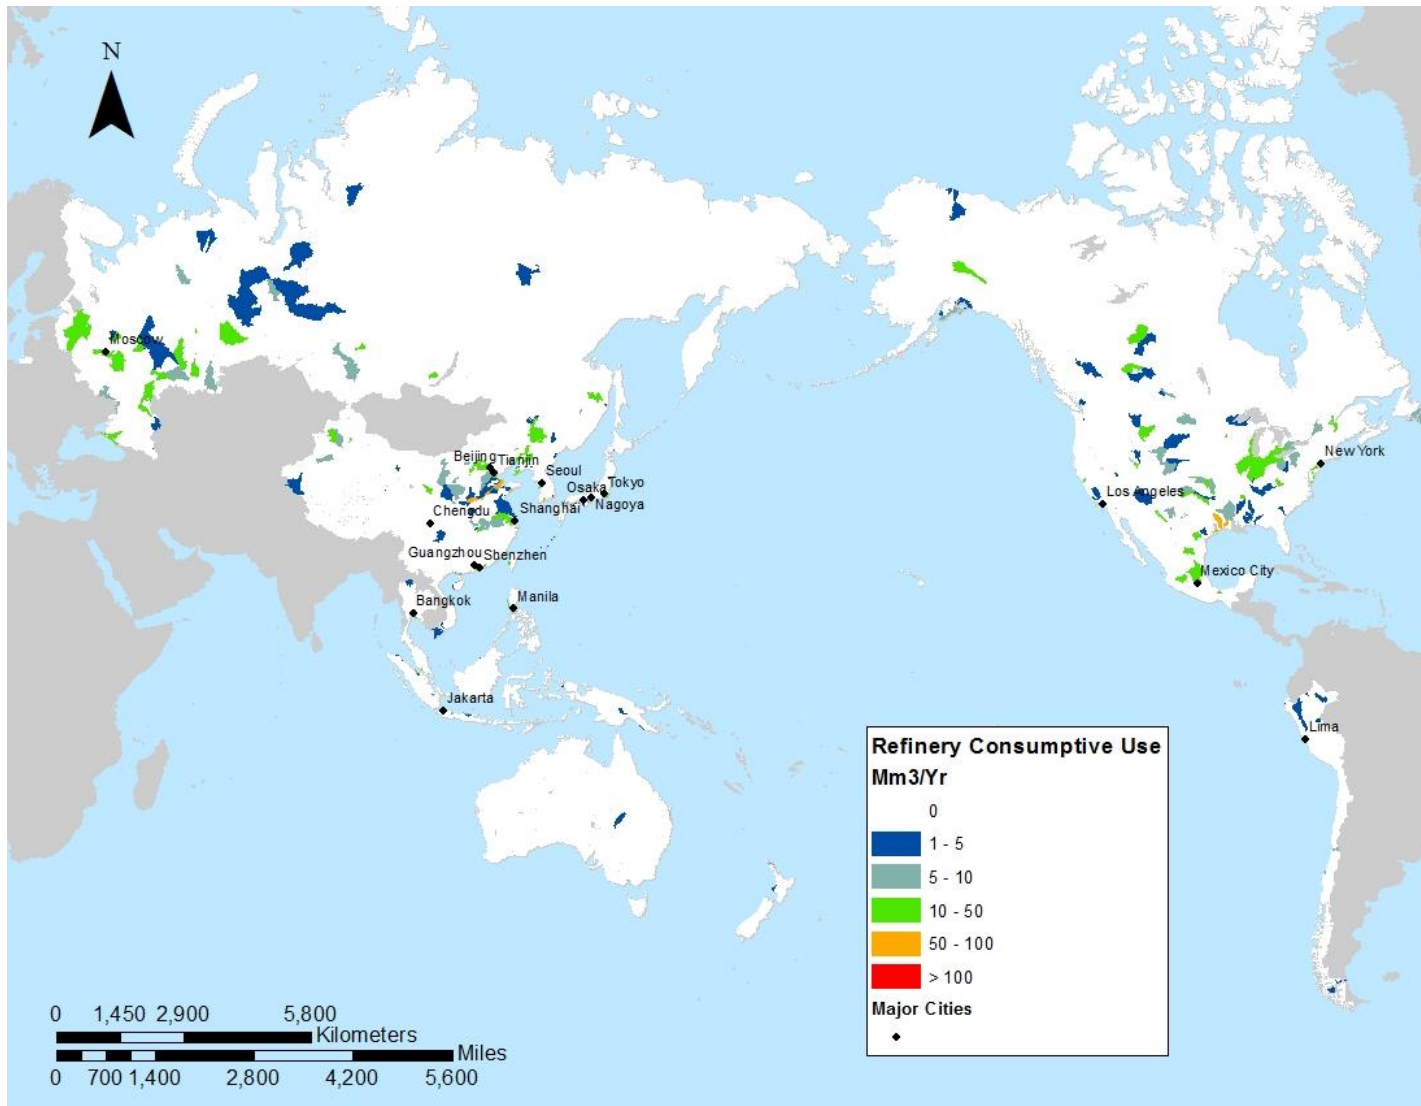 N
Moscow
Beijing
Tianjin
Seoul
Tokyo
Osaka
Nagoya
Chengdu
Shanghai
Guangzhou
Shenzhen
Bangkok
Manila
Jakarta
New York
Los Angeles
Mexico City
Lima
Refinery Consumptive Use
Mm3/Yr
0
1 - 5
5 - 10
10 - 50
50 - 100
> 100
Major Cities
0 1,450 2,900 5,800
Kilometers
Miles
0 700 1,400 2,800 4,200 5,600